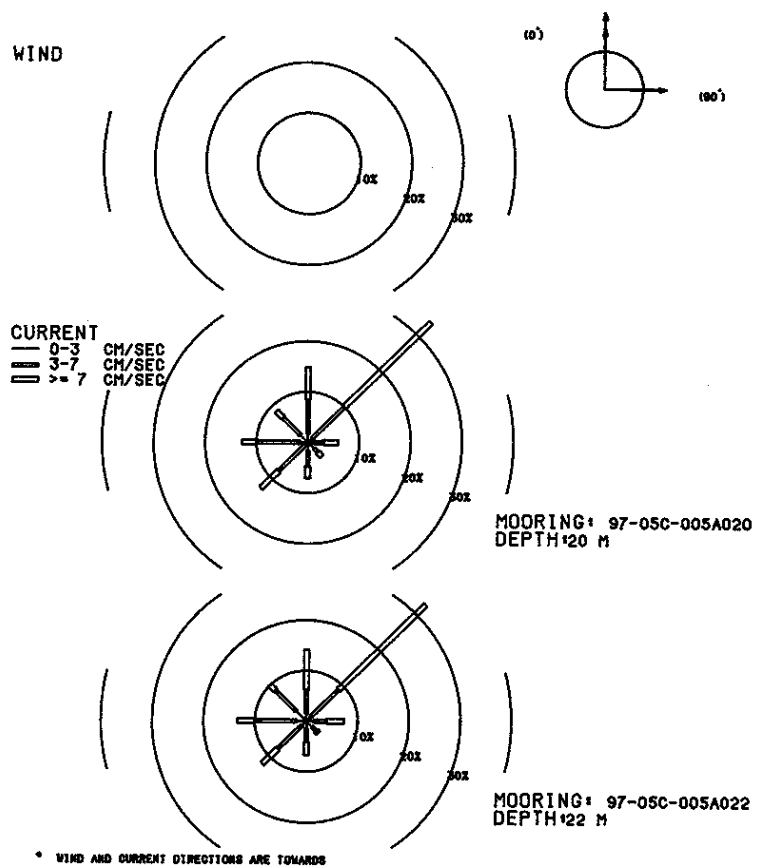 WIND
(0°)
(90°)
10%
20%
30%
CURRENT
0-3 CM/SEC
3-7 CM/SEC
>= 7 CM/SEC
10%
20%
30%
MOORING: 97-05C-005A020
DEPTH:20 M
10%
20%
30%
MOORING: 97-05C-005A022
DEPTH:22 M
* WIND AND CURRENT DIRECTIONS ARE TOWARDS